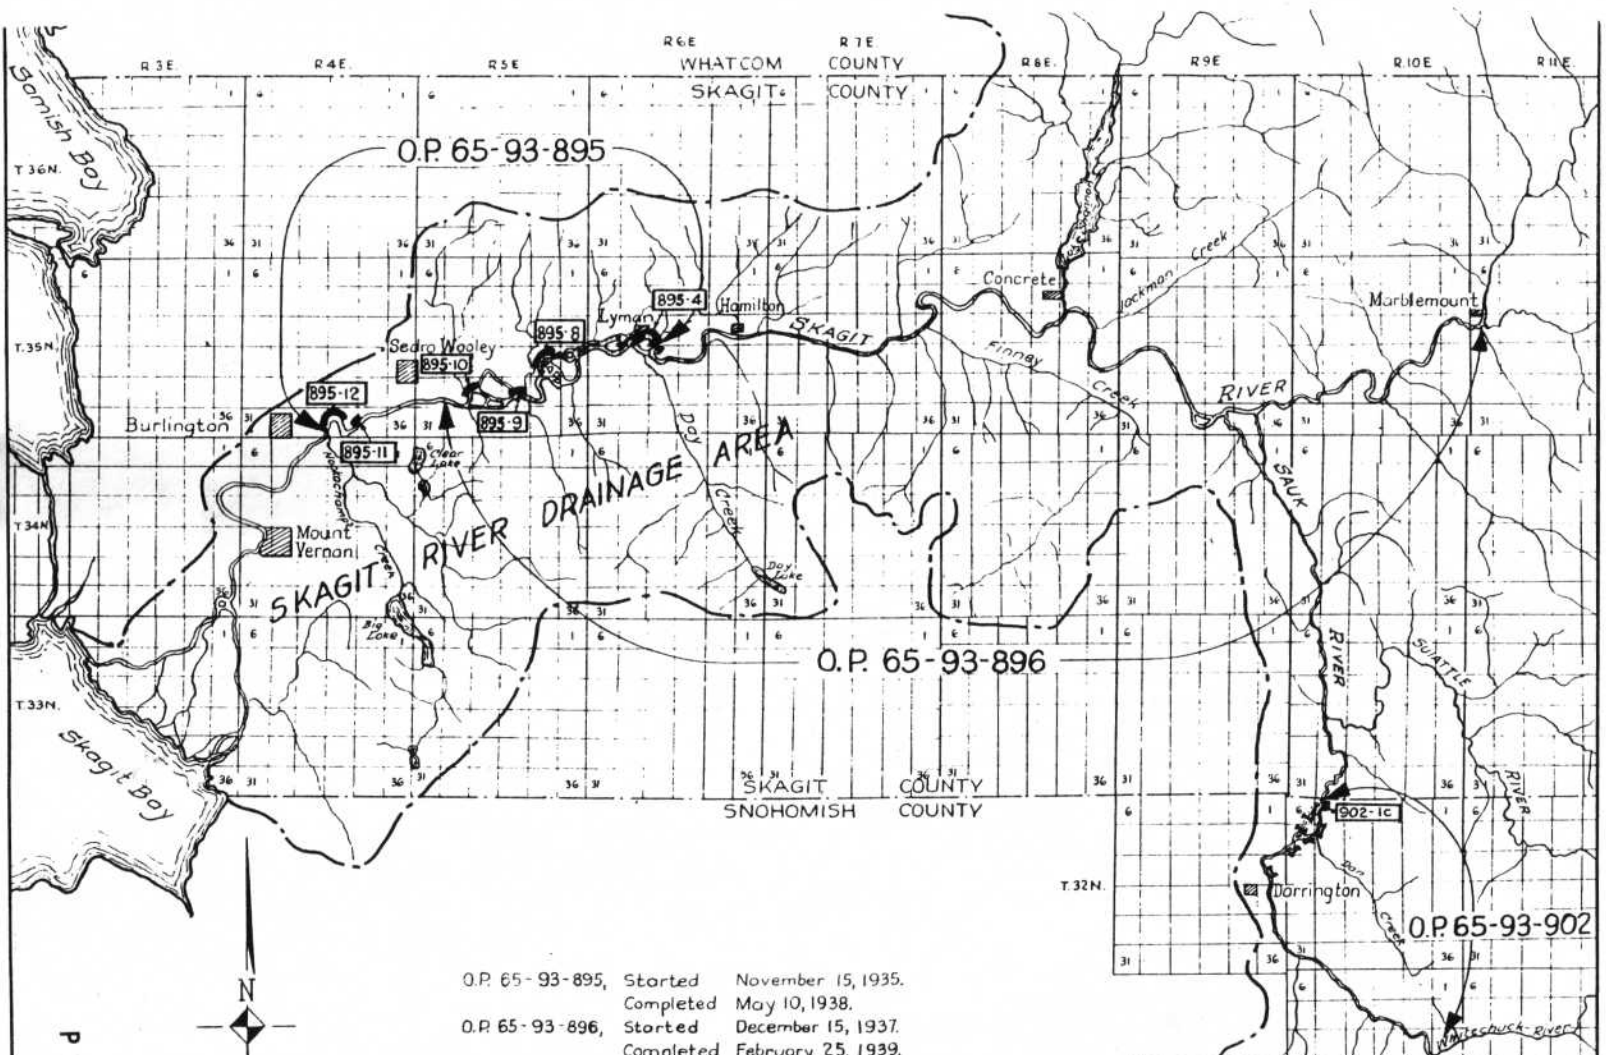 R 3 E.
R 4 E.
R 5 E
R 6 E
R 7 E
R 8 E.
R 9 E
R. 10 E
R. 11 E.
WHATCOM COUNTY
SKAGIT COUNTY
Samish Bay
O.P. 65-93-895
T 36 N.
Concrete
Jackman Creek
Marblemount
895-4
Hamilton
Lyman
895-8
SKAGIT
T. 35 N.
Sedro Wooley
895-10
Finney Creek
RIVER
895-12
Burlington
895-9
895-11
Clear Lake
Day Creek
SKAGIT RIVER DRAINAGE AREA
SAUK
T 34 N
Mount Vernon
Creek
Day Lake
Big Lake
RIVER
SUIATTLE
O.P. 65-93-896
T. 33 N.
Skagit Bay
RIVER
SKAGIT COUNTY
SNOHOMISH COUNTY
902-1c
Dan Creek
T. 32 N.
Darrington
O.P. 65-93-902
N
P
O.P. 65-93-895, Started November 15, 1935.
Completed May 10, 1938.
O.P. 65-93-896, Started December 15, 1937.
Completed February 25, 1939.